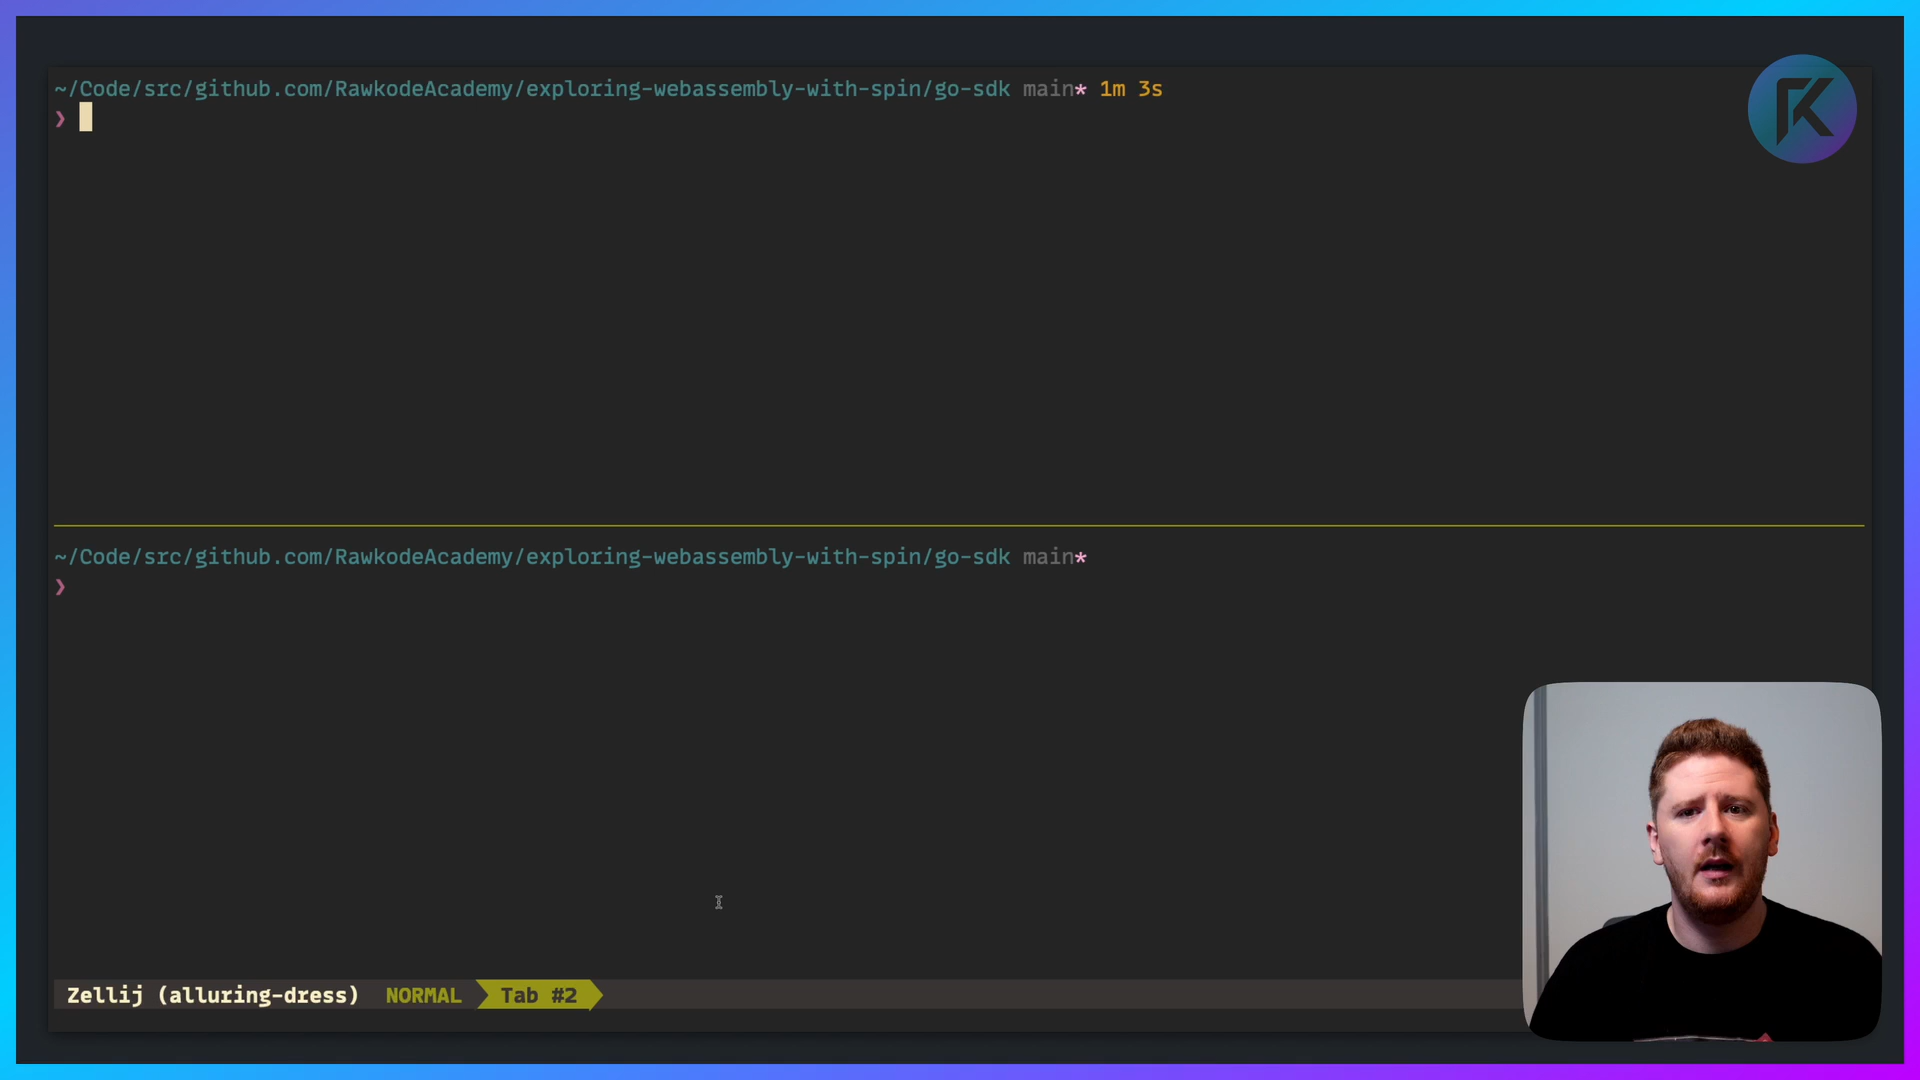 ~/Code/src/github.com/RawkodeAcademy/exploring-webassembly-with-spin/go-sdk main* 1m 3s
❯
~/Code/src/github.com/RawkodeAcademy/exploring-webassembly-with-spin/go-sdk main*
❯
Zellij (alluring-dress) NORMAL Tab #2